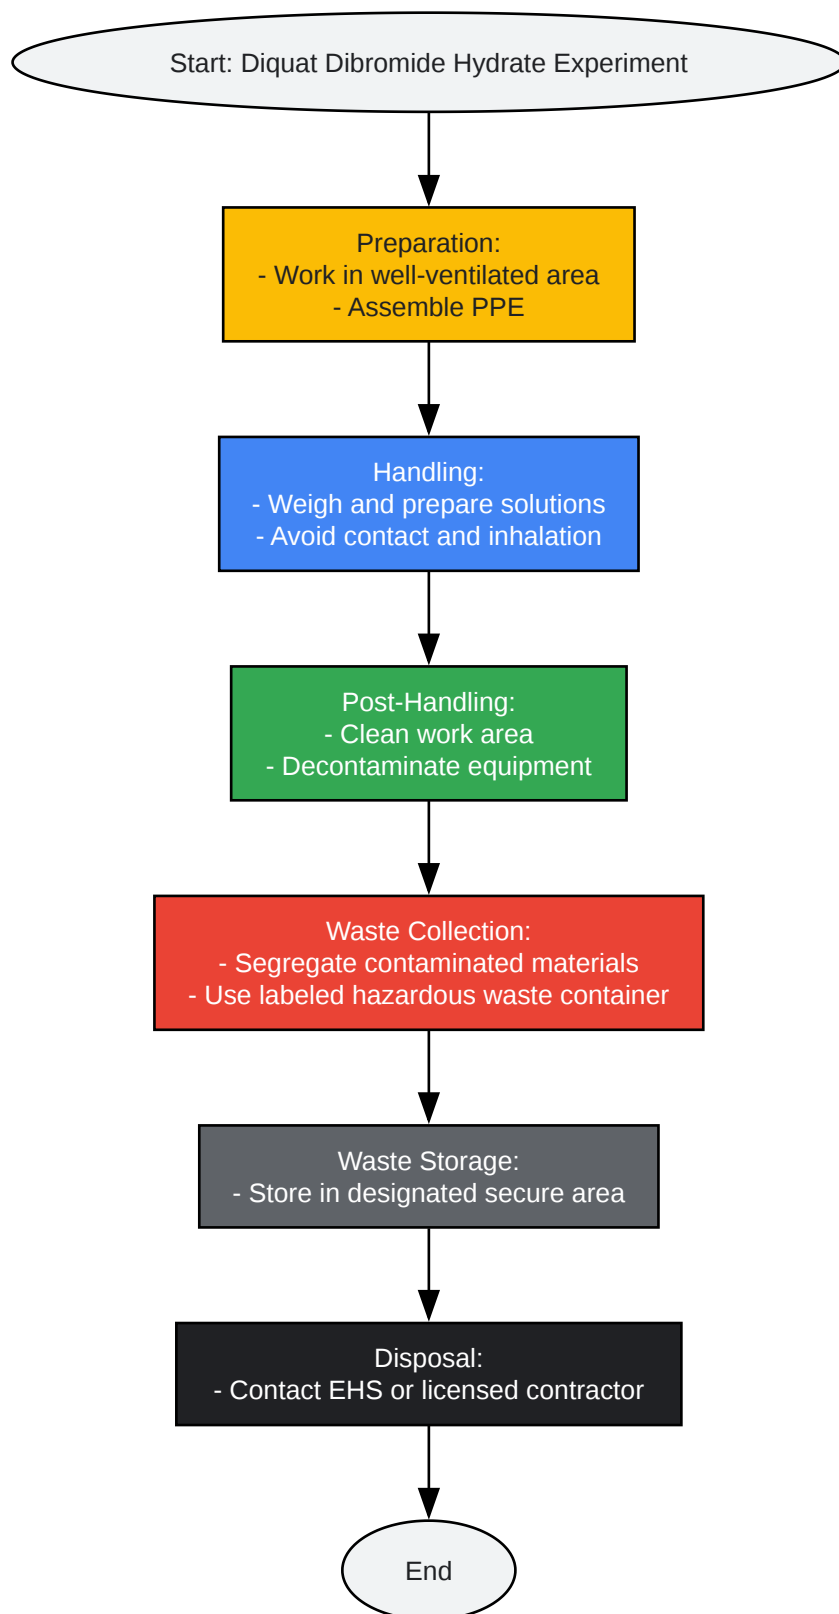 Start: Diquat Dibromide Hydrate Experiment
Preparation:
- Work in well-ventilated area
- Assemble PPE
Handling:
- Weigh and prepare solutions
- Avoid contact and inhalation
Post-Handling:
- Clean work area
- Decontaminate equipment
Waste Collection:
- Segregate contaminated materials
- Use labeled hazardous waste container
Waste Storage:
- Store in designated secure area
Disposal:
- Contact EHS or licensed contractor
End